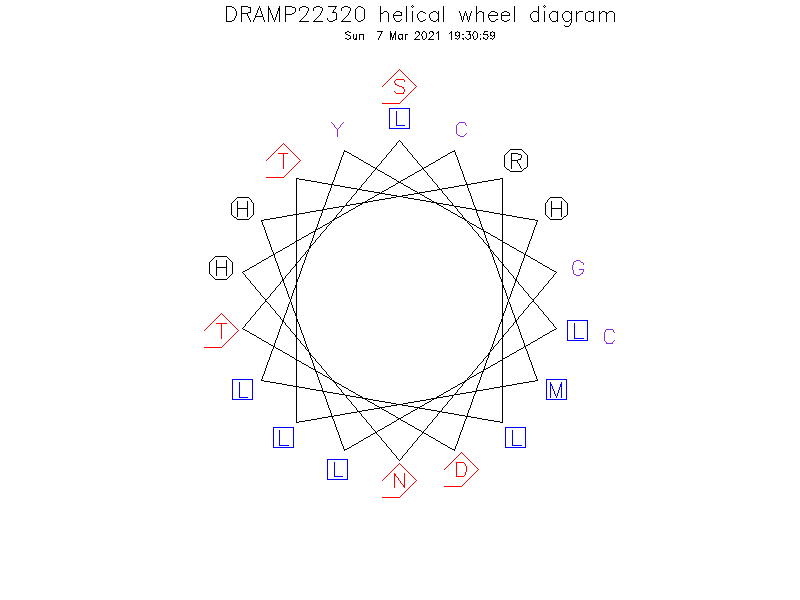 DRAMP22320 helical wheel diagram
Sun 7 Mar 2021 19:30:59
S
Y L C
T R
H H
H G
T L C
L M
L L
L N D